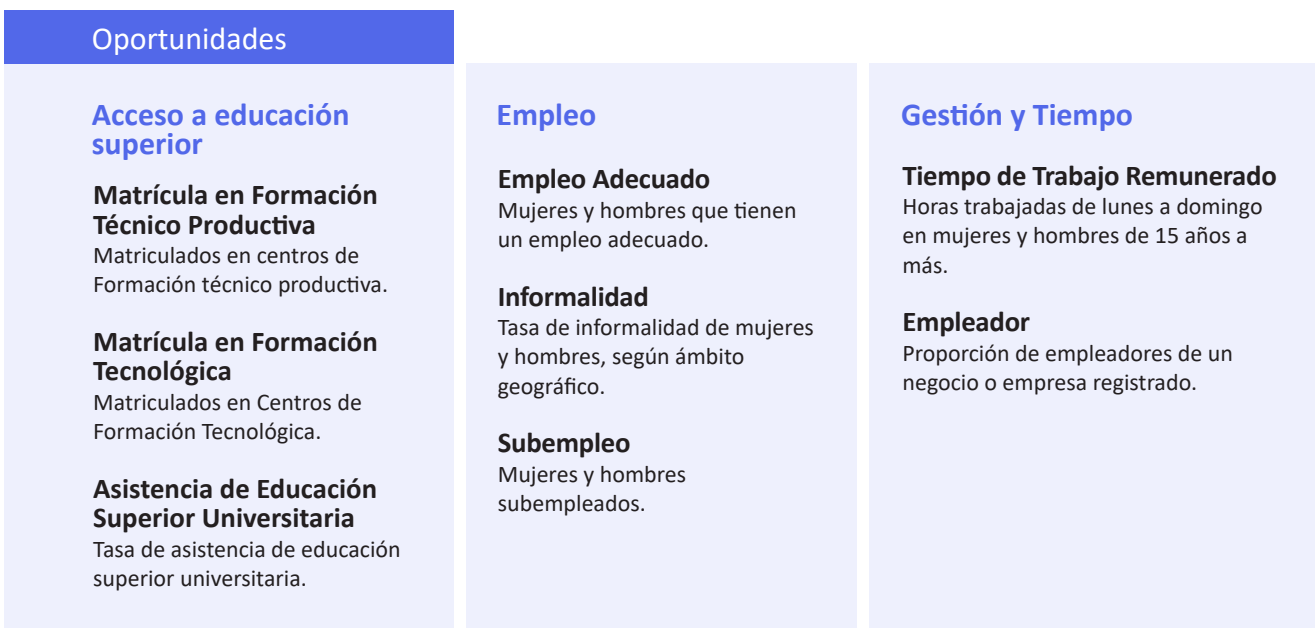 Oportunidades
Acceso a educación
superior
Matrícula en Formación
Técnico Productiva
Matriculados en centros de
Formación técnico productiva.
Matrícula en Formación
Tecnológica
Matriculados en Centros de
Formación Tecnológica.
Asistencia de Educación
Superior Universitaria
Tasa de asistencia de educación
superior universitaria.
Empleo
Empleo Adecuado
Mujeres y hombres que tienen
un empleo adecuado.
Informalidad
Tasa de informalidad de mujeres
y hombres, según ámbito
geográfico.
Subempleo
Mujeres y hombres
subempleados.
Gestión y Tiempo
Tiempo de Trabajo Remunerado
Horas trabajadas de lunes a domingo
en mujeres y hombres de 15 años a
más.
Empleador
Proporción de empleadores de un
negocio o empresa registrado.